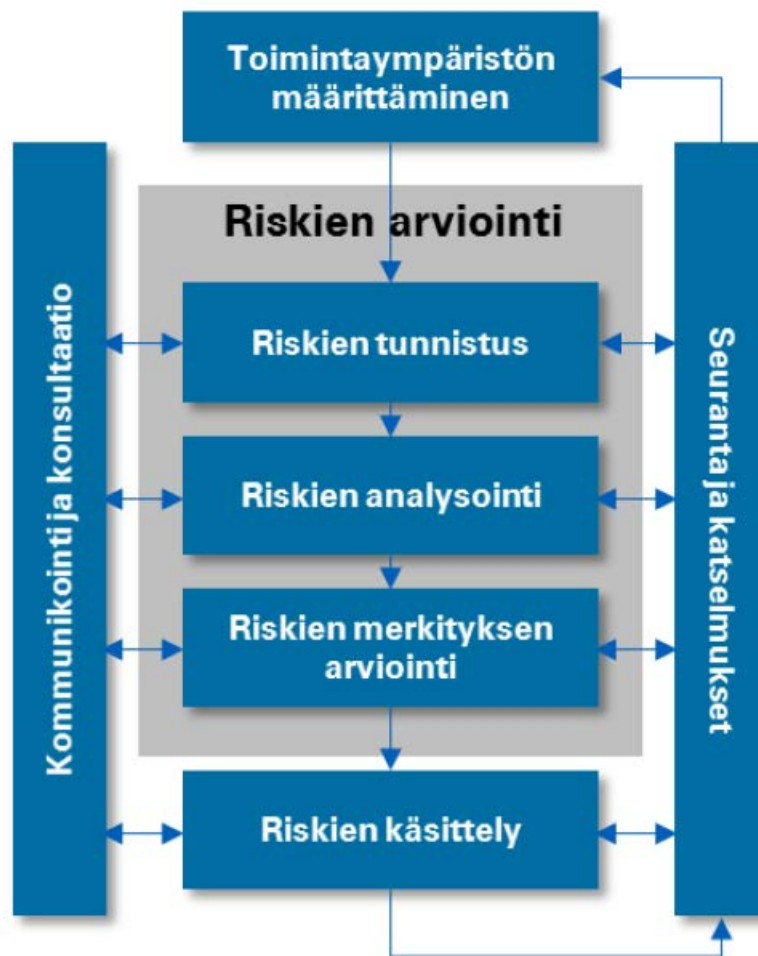 Toimintaympäristön
määrittäminen
Riskien arviointi
Riskien tunnistus
Riskien analysointi
Riskien merkityksen
arviointi
Riskien käsittely
Kommunikointi ja konsultaatio
Seuranta ja katselmukset